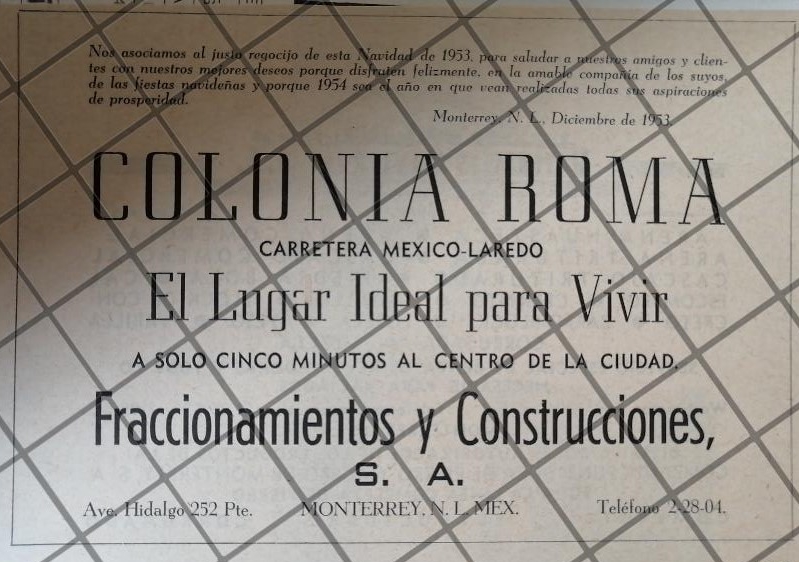 Nos asociamos al justo regocijo de esta Navidad de 1953, para saludar a nuestros amigos y clien-
tes con nuestros mejores deseos porque disfruten felizmente, en la amable compañía de los suyos,
de las fiestas navideñas y porque 1954 sea el año en que vean realizadas todas sus aspiraciones
de prosperidad.
Monterrey, N. L., Diciembre de 1953.
COLONIA ROMA
CARRETERA MEXICO-LAREDO
El Lugar Ideal para Vivir
A SOLO CINCO MINUTOS AL CENTRO DE LA CIUDAD.
Fraccionamientos y Construcciones,
S. A.
Ave. Hidalgo 252 Pte. MONTERREY, N. L. MEX. Teléfono 2-28-04.